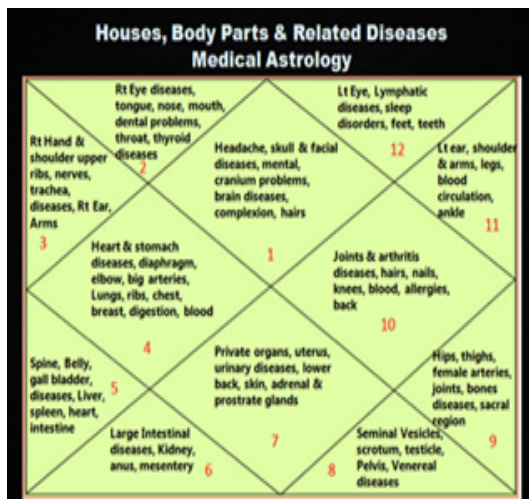 Houses, Body Parts & Related Diseases
Medical Astrology
Rt Eye diseases,
tongue, nose, mouth,
dental problems,
throat, thyroid
diseases
2
Lt Eye, Lymphatic
diseases, sleep
disorders, feet, teeth
12
Rt Hand &
shoulder upper
ribs, nerves,
trachea,
diseases, Rt Ear,
Arms
3
Headache, skull & facial
diseases, mental,
cranium problems,
brain diseases,
complexion, hairs
1
Lt ear, shoulder
& arms, legs,
blood
circulation,
ankle
11
Heart & stomach
diseases, diaphragm,
elbow, big arteries,
Lungs, ribs, chest,
breast, digestion, blood
4
Joints & arthritis
diseases, hairs, nails,
knees, blood, allergies,
back
10
Spine, Belly,
gall bladder,
diseases, Liver,
spleen, heart,
intestine
5
Private organs, uterus,
urinary diseases, lower
back, skin, adrenal &
prostrate glands
7
Hips, thighs,
female arteries,
joints, bones
diseases, sacral
region
9
Large Intestinal
diseases, Kidney,
anus, mesentery
6
Seminal Vesicles,
scrotum, testicle,
Pelvis, Venereal
diseases
8